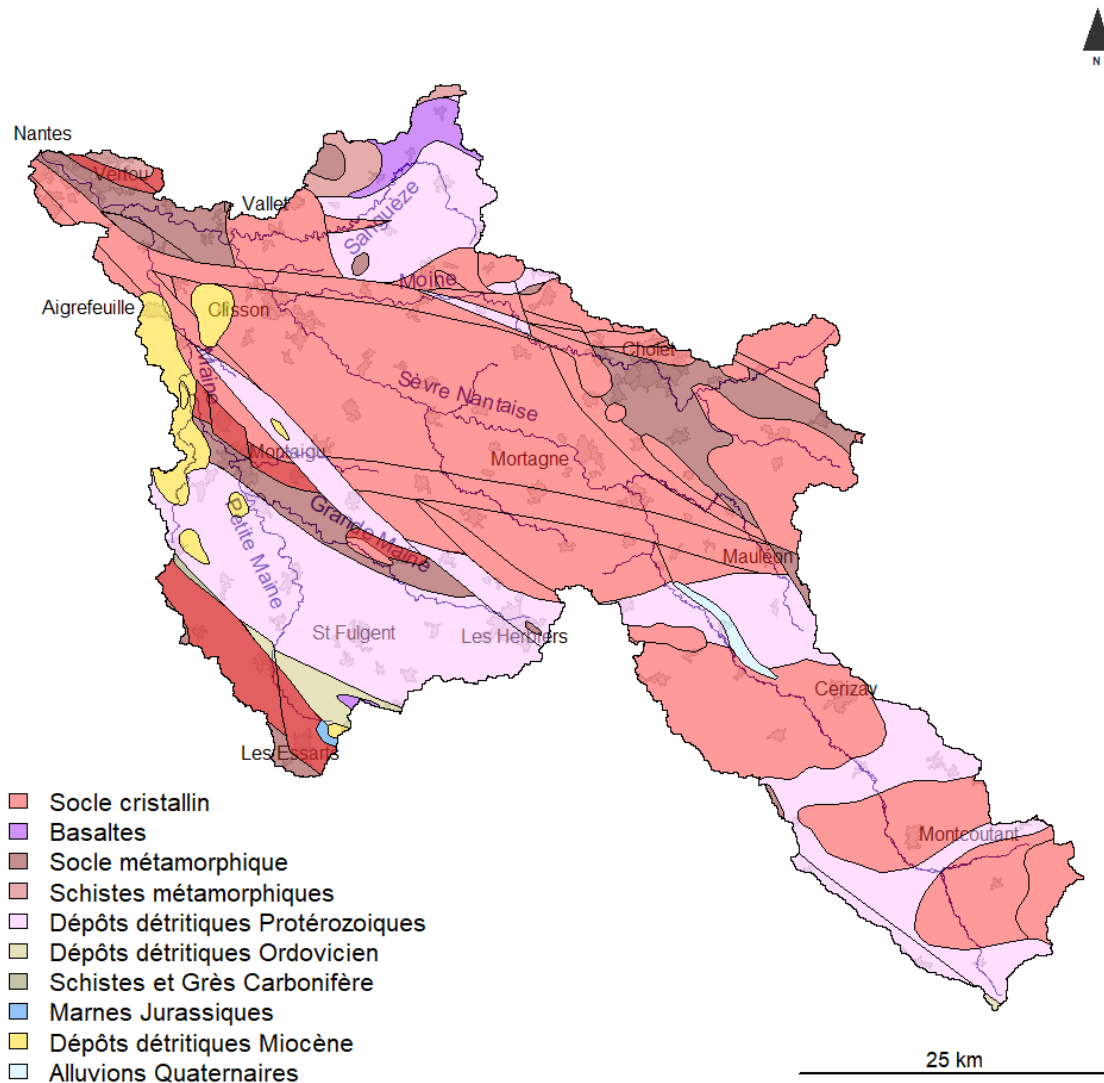 N
Nantes
Vertou
Vallet
Sanguèze
Moine
Aigrefeuille
Clisson
Cholet
Maine
Sèvre Nantaise
Montaigu
Mortagne
Grande Maine
Petite Maine
Mauléon
St Fulgent
Les Herbiers
Cerizay
Les Essarts
Montcoutant
Socle cristallin
Basaltes
Socle métamorphique
Schistes métamorphiques
Dépôts détritiques Protérozoiques
Dépôts détritiques Ordovicien
Schistes et Grès Carbonifère
Marnes Jurassiques
Dépôts détritiques Miocène
Alluvions Quaternaires
25 km